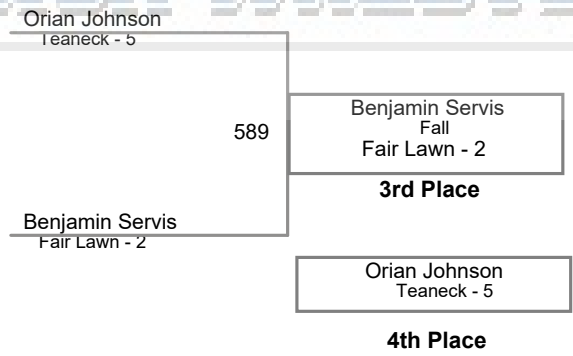 Orian Johnson
Teaneck - 5
589
Benjamin Servis
Fall
Fair Lawn - 2
3rd Place
Benjamin Servis
Fair Lawn - 2
Orian Johnson
Teaneck - 5
4th Place